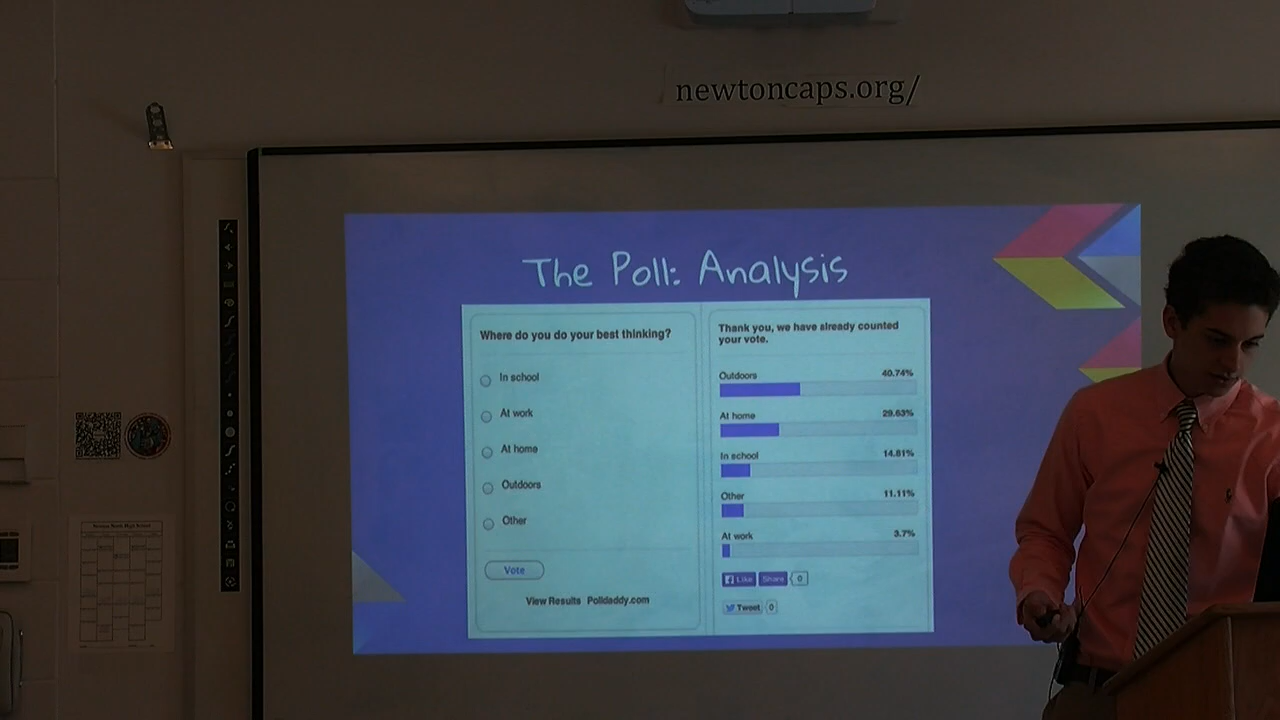 newtoncaps.org/
The Poll: Analysis
Where do you do your best thinking?
In school
At work
At home
Outdoors
Other
Vote
View Results Polldaddy.com
Thank you, we have already counted
your vote.
Outdoors 40.74%
At home 29.63%
In school 14.81%
Other 11.11%
At work 3.7%
Like Share 0
Tweet 0